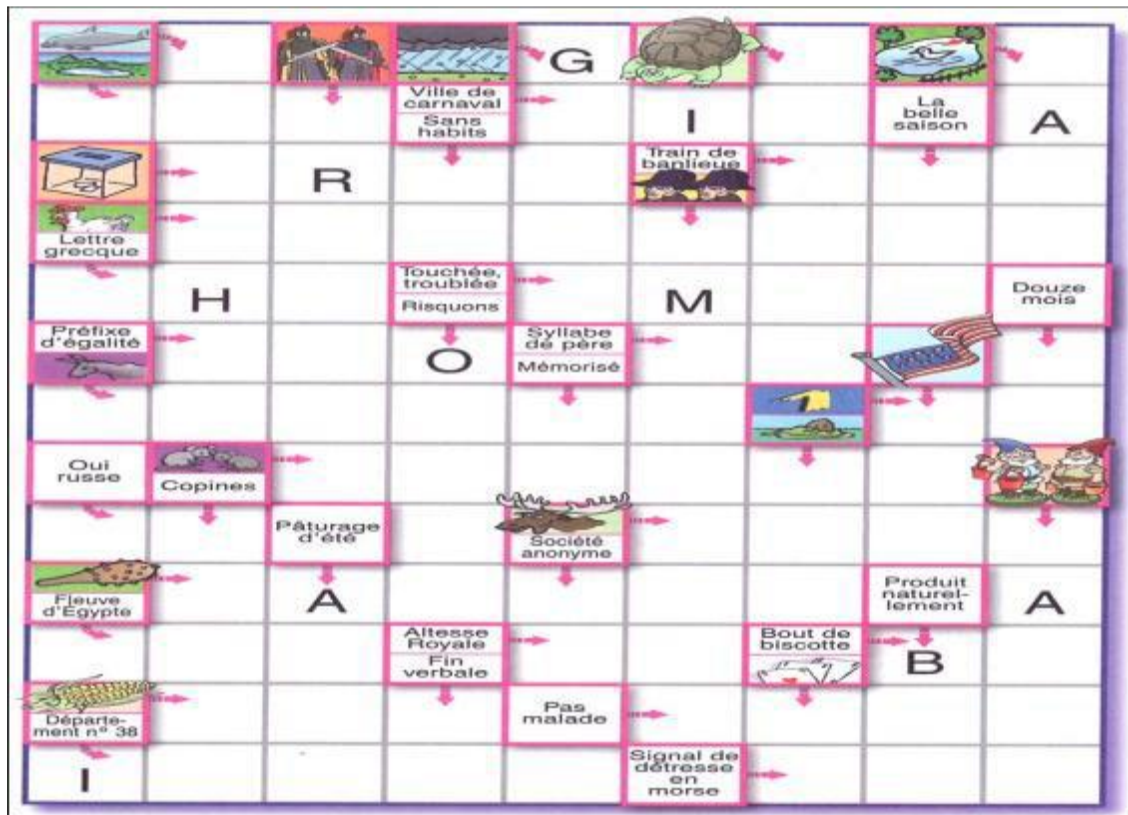 G
Ville de
carnaval
Sans
habits
I
La
belle
saison
A
R
Train de
banlieue
Lettre
grecque
H
Touchée,
troublée
Risquons
M
Douze
mois
Préfixe
d'égalité
O
Syllabe
de père
Mémorisé
Oui
russe
Copines
Pâturage
d'été
Société
anonyme
Fleuve
d'Égypte
A
Produit
naturel-
lement
A
Altesse
Royale
Fin
verbale
Bout de
biscotte
B
Départe-
ment n° 38
Pas
malade
I
Signal de
détresse
en
morse